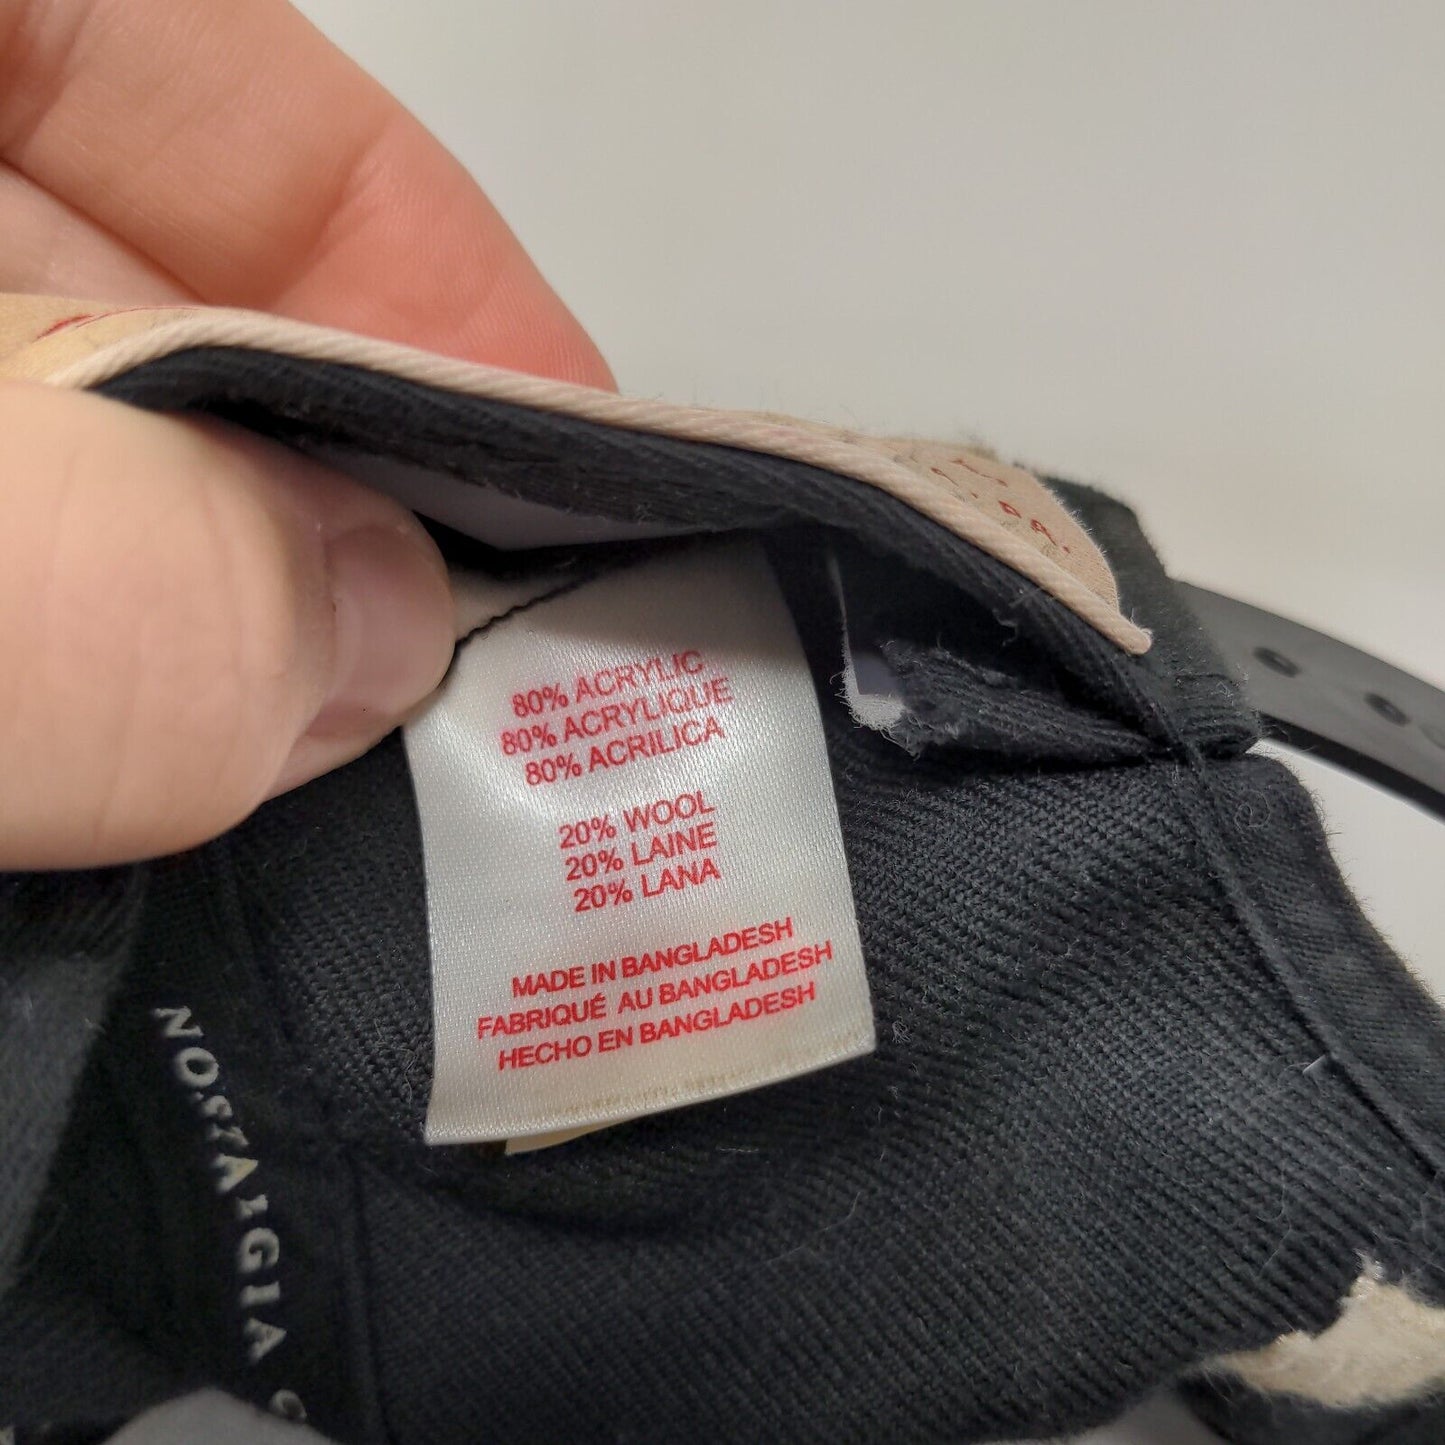 80% ACRYLIC
80% ACRYLIQUE
80% ACRILICA
20% WOOL
20% LAINE
20% LANA
MADE IN BANGLADESH
FABRIQUÉ AU BANGLADESH
HECHO EN BANGLADESH
NOSTALGIA